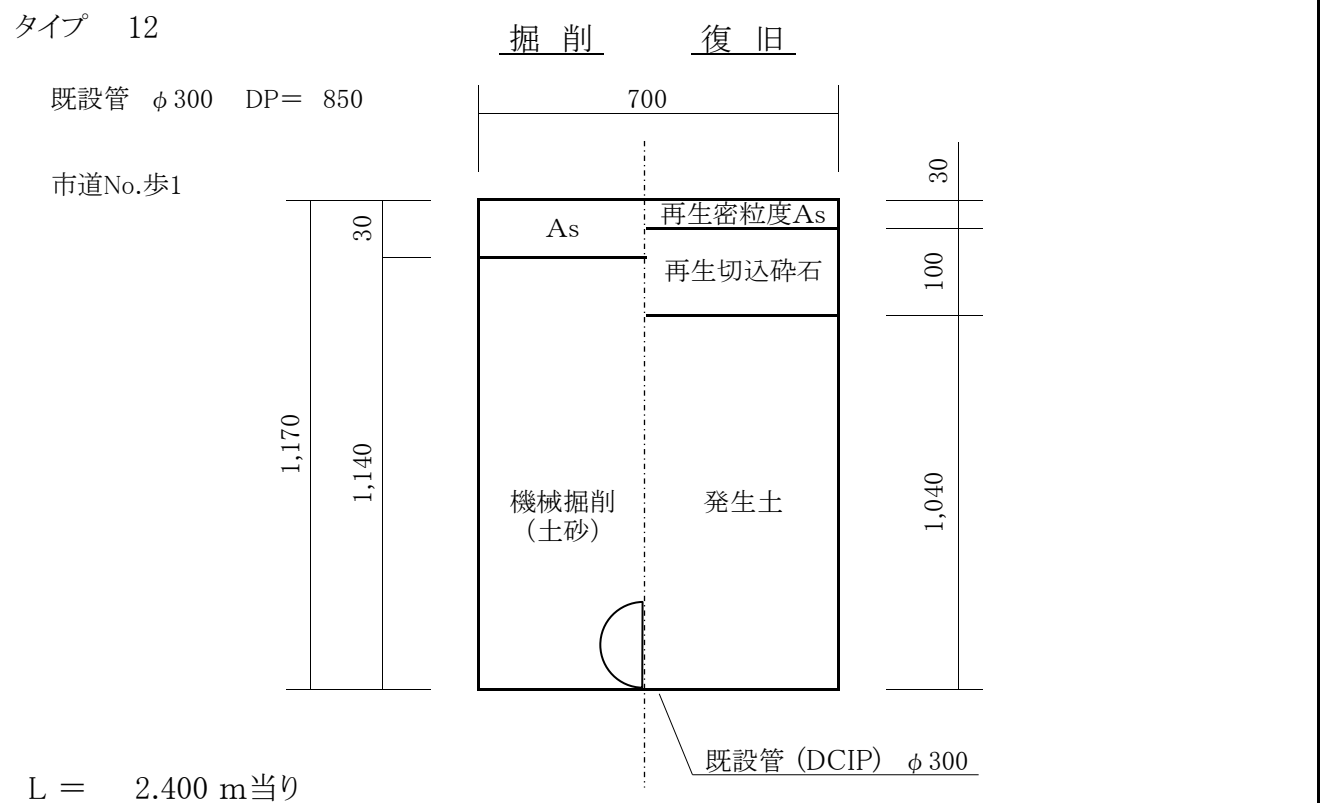 タイプ 12
掘 削 復 旧
既設管 φ300 DP= 850
700
市道No.歩1
30
30
As
再生密粒度As
再生切込砕石
100
1,170
1,140
機械掘削
(土砂)
発生土
1,040
既設管 (DCIP) φ300
L = 2.400 m当り